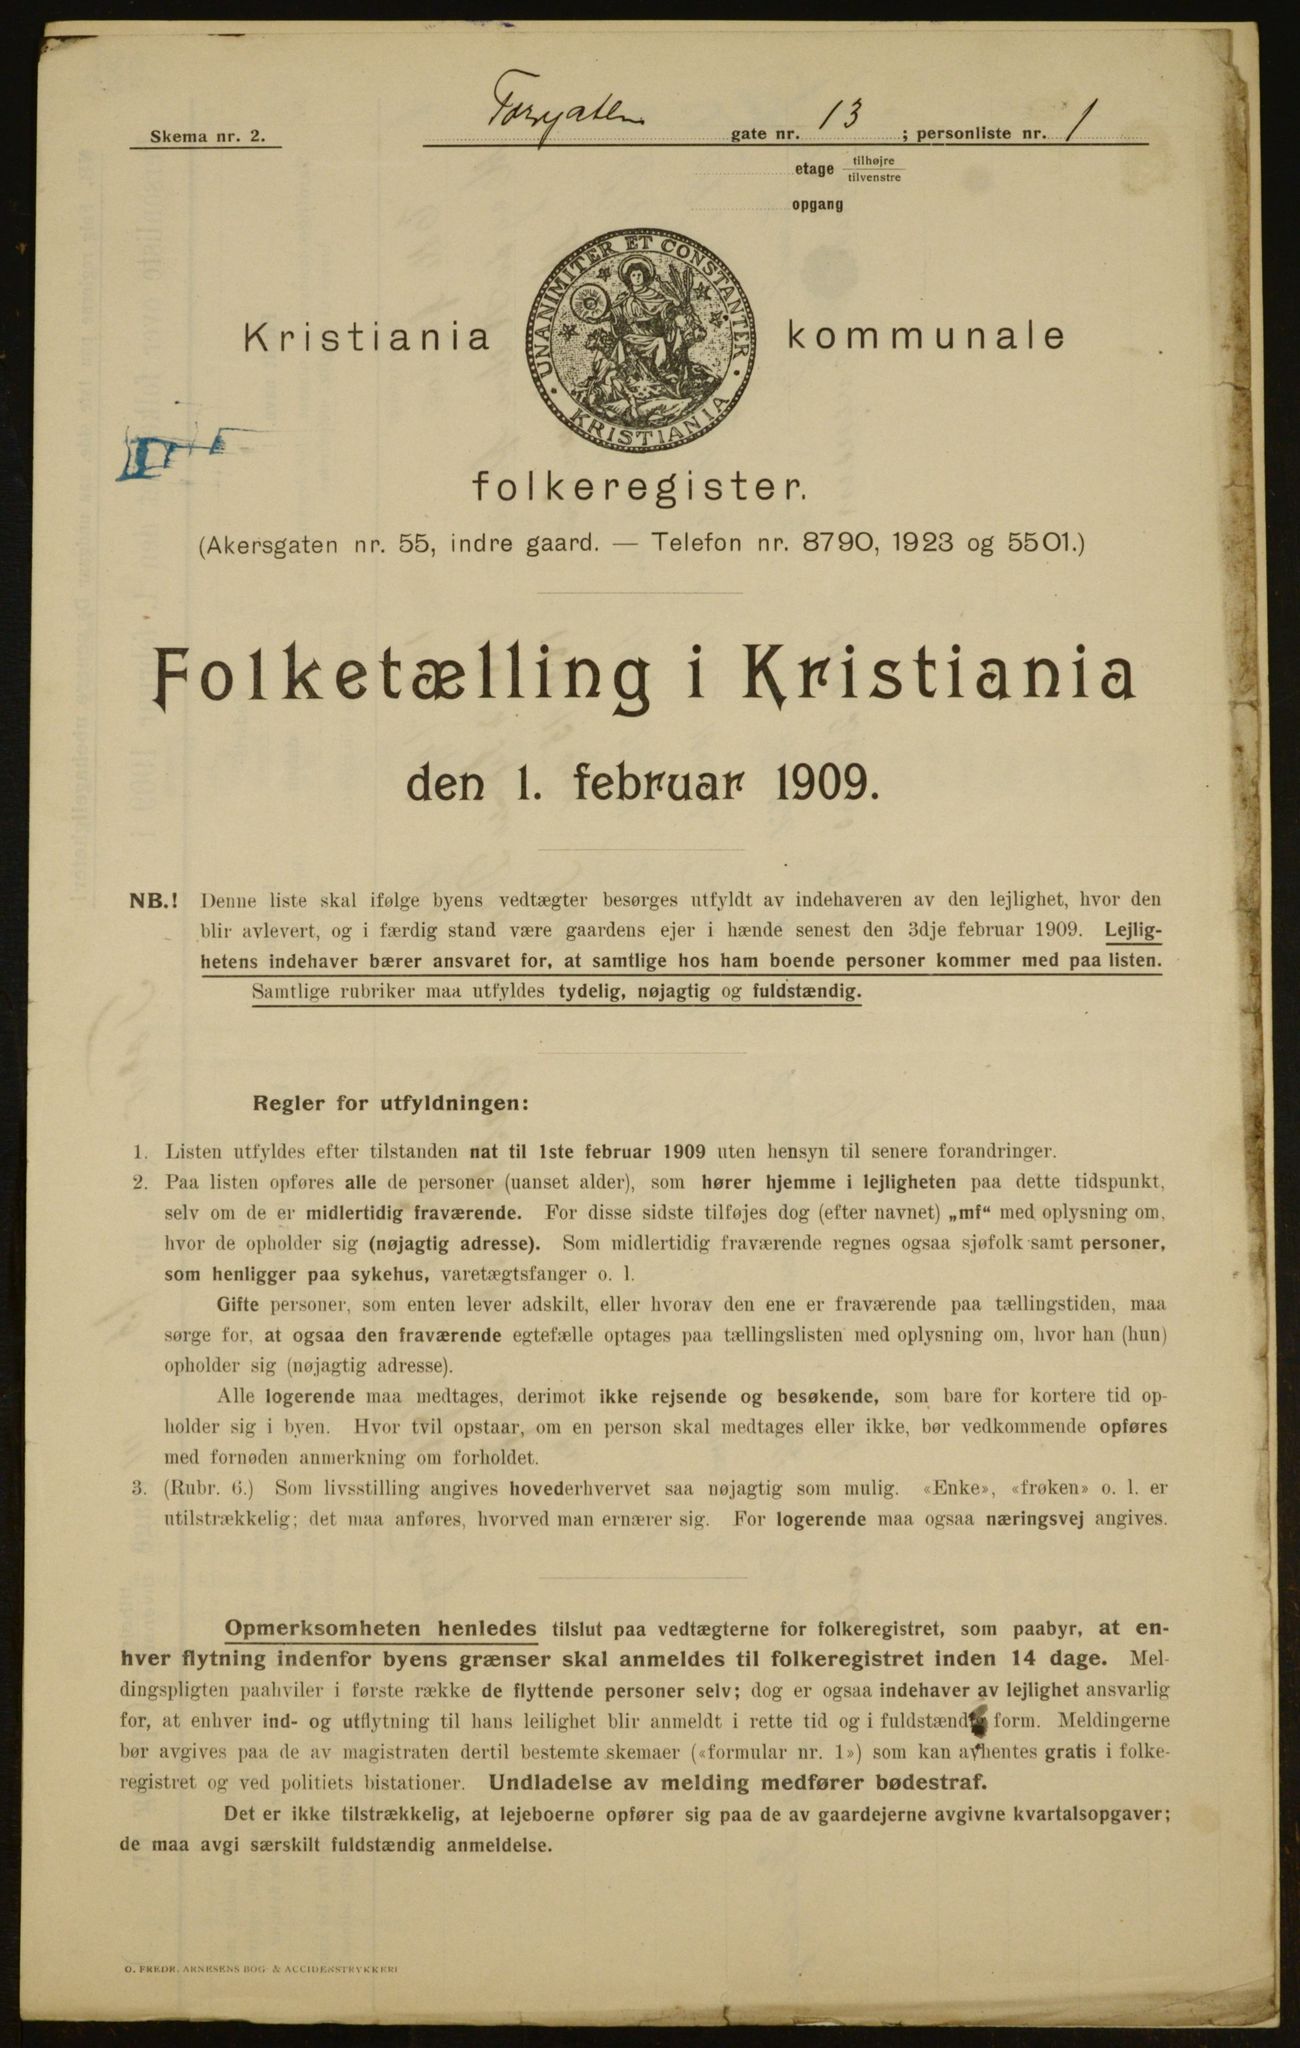 Skema nr. 2.
Torvgaten gate nr. 13 ; personliste nr. 1
etage tilhøjre
tilvenstre
opgang
UNANIMITER ET CONSTANTER
· KRISTIANIA ·
Kristiania kommunale
folkeregister.
(Akersgaten nr. 55, indre gaard. — Telefon nr. 8790, 1923 og 5501.)
Folketælling i Kristiania
den 1. februar 1909.
NB.! Denne liste skal ifølge byens vedtægter besørges utfyldt av indehaveren av den lejlighet, hvor den
blir avlevert, og i færdig stand være gaardens ejer i hænde senest den 3dje februar 1909. Lejlig-
hetens indehaver bærer ansvaret for, at samtlige hos ham boende personer kommer med paa listen.
Samtlige rubriker maa utfyldes tydelig, nøjagtig og fuldstændig.
Regler for utfyldningen:
1. Listen utfyldes efter tilstanden nat til 1ste februar 1909 uten hensyn til senere forandringer.
2. Paa listen opføres alle de personer (uanset alder), som hører hjemme i lejligheten paa dette tidspunkt,
selv om de er midlertidig fraværende. For disse sidste tilføjes dog (efter navnet) „mf“ med oplysning om,
hvor de opholder sig (nøjagtig adresse). Som midlertidig fraværende regnes ogsaa sjøfolk samt personer,
som henligger paa sykehus, varetægtsfanger o. l.
Gifte personer, som enten lever adskilt, eller hvorav den ene er fraværende paa tællingstiden, maa
sørge for, at ogsaa den fraværende egtefælle optages paa tællingslisten med oplysning om, hvor han (hun)
opholder sig (nøjagtig adresse).
Alle logerende maa medtages, derimot ikke rejsende og besøkende, som bare for kortere tid op-
holder sig i byen. Hvor tvil opstaar, om en person skal medtages eller ikke, bør vedkommende opføres
med fornøden anmerkning om forholdet.
3. (Rubr. 6.) Som livsstilling angives hovederhvervet saa nøjagtig som mulig. «Enke», «frøken» o. l. er
utilstrækkelig; det maa anføres, hvorved man ernærer sig. For logerende maa ogsaa næringsvej angives.
Opmerksomheten henledes tilslut paa vedtægterne for folkeregistret, som paabyr, at en-
hver flytning indenfor byens grænser skal anmeldes til folkeregistret inden 14 dage. Mel-
dingspligten paahviler i første række de flyttende personer selv; dog er ogsaa indehaver av lejlighet ansvarlig
for, at enhver ind- og utflytning til hans leilighet blir anmeldt i rette tid og i fuldstændig form. Meldingerne
bør avgives paa de av magistraten dertil bestemte skemaer («formular nr. 1») som kan avhentes gratis i folke-
registret og ved politiets bistationer. Undladelse av melding medfører bødestraf.
Det er ikke tilstrækkelig, at lejeboerne opfører sig paa de av gaardejerne avgivne kvartalsopgaver;
de maa avgi særskilt fuldstændig anmeldelse.
O. FREDR. ARNESENS BOG- & ACCIDENSTRYKKERI